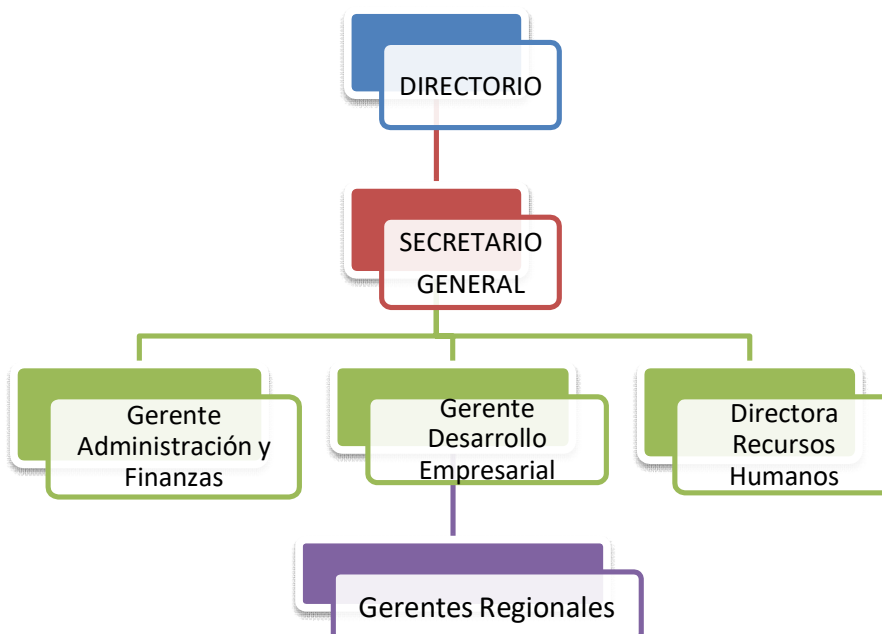 DIRECTORIO
SECRETARIO
GENERAL
Gerente
Administración y
Finanzas
Gerente
Desarrollo
Empresarial
Directora
Recursos
Humanos
Gerentes Regionales